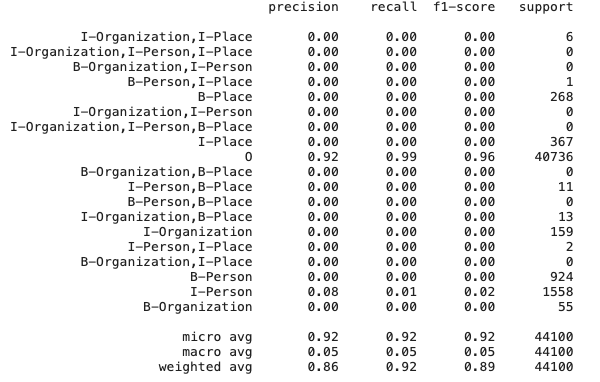 precision recall f1-score support
I-Organization,I-Place 0.00 0.00 0.00 6
I-Organization,I-Person,I-Place 0.00 0.00 0.00 0
B-Organization,I-Person 0.00 0.00 0.00 0
B-Person,I-Place 0.00 0.00 0.00 1
B-Place 0.00 0.00 0.00 268
I-Organization,I-Person 0.00 0.00 0.00 0
I-Organization,I-Person,B-Place 0.00 0.00 0.00 0
I-Place 0.00 0.00 0.00 367
O 0.92 0.99 0.96 40736
B-Organization,B-Place 0.00 0.00 0.00 0
I-Person,B-Place 0.00 0.00 0.00 11
B-Person,B-Place 0.00 0.00 0.00 0
I-Organization,B-Place 0.00 0.00 0.00 13
I-Organization 0.00 0.00 0.00 159
I-Person,I-Place 0.00 0.00 0.00 2
B-Organization,I-Place 0.00 0.00 0.00 0
B-Person 0.00 0.00 0.00 924
I-Person 0.08 0.01 0.02 1558
B-Organization 0.00 0.00 0.00 55
micro avg 0.92 0.92 0.92 44100
macro avg 0.05 0.05 0.05 44100
weighted avg 0.86 0.92 0.89 44100